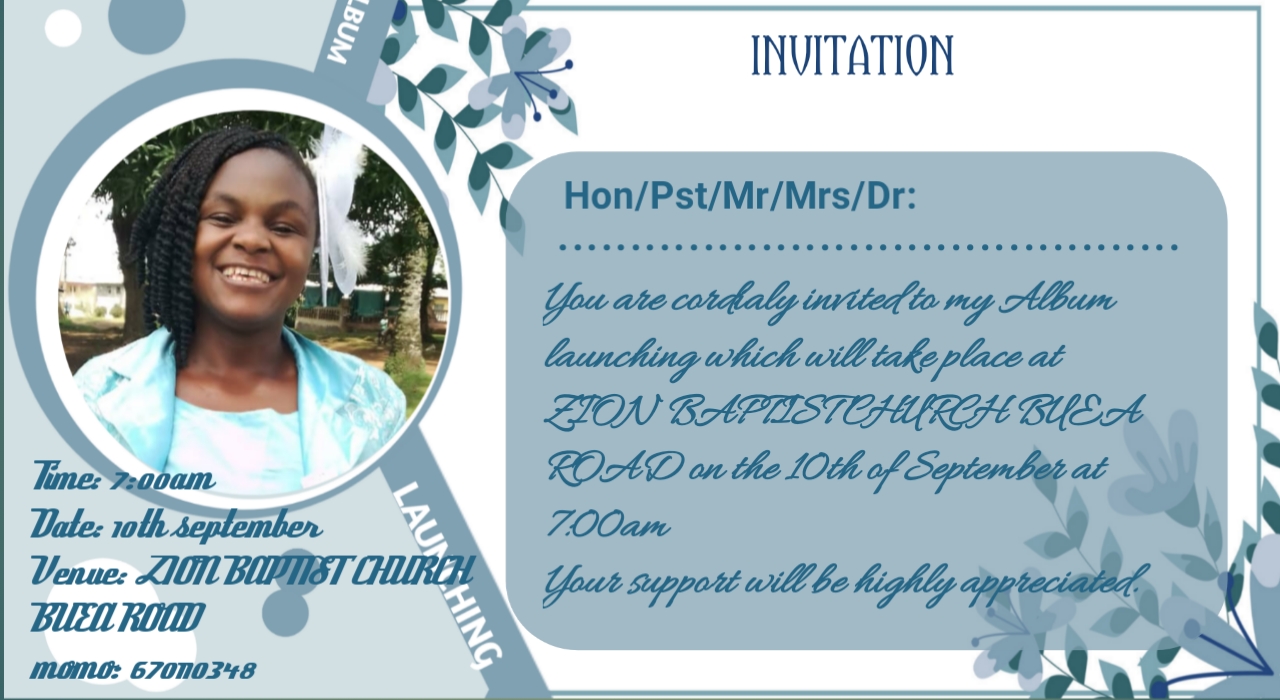 ALBUM
LAUNCHING
INVITATION
Hon/Pst/Mr/Mrs/Dr:
...........................................
You are cordialy invited to my Album
launching which will take place at
ZION BAPTISTCHURCH BUEA
ROAD on the 10th of September at
7:00am
Your support will be highly appreciated.
Time: 7:00am
Date: 10th september
Venue: ZION BAPTIST CHURCH
BUEA ROAD
momo: